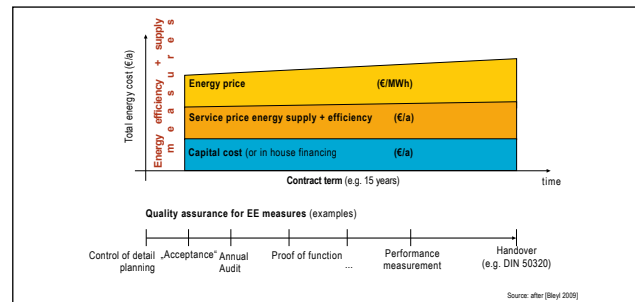 Total energy cost (€/a)
Energy efficiency + supply
measures
Energy price (€/MWh)
Service price energy supply + efficiency (€/a)
Capital cost (or in house financing (€/a)
Contract term (e.g. 15 years)
time
Quality assurance for EE measures (examples)
Control of detail
planning
„Acceptance“
Annual
Audit
Proof of function
...
Performance
measurement
Handover
(e.g. DIN 50320)
Source: after [Bleyl 2009]